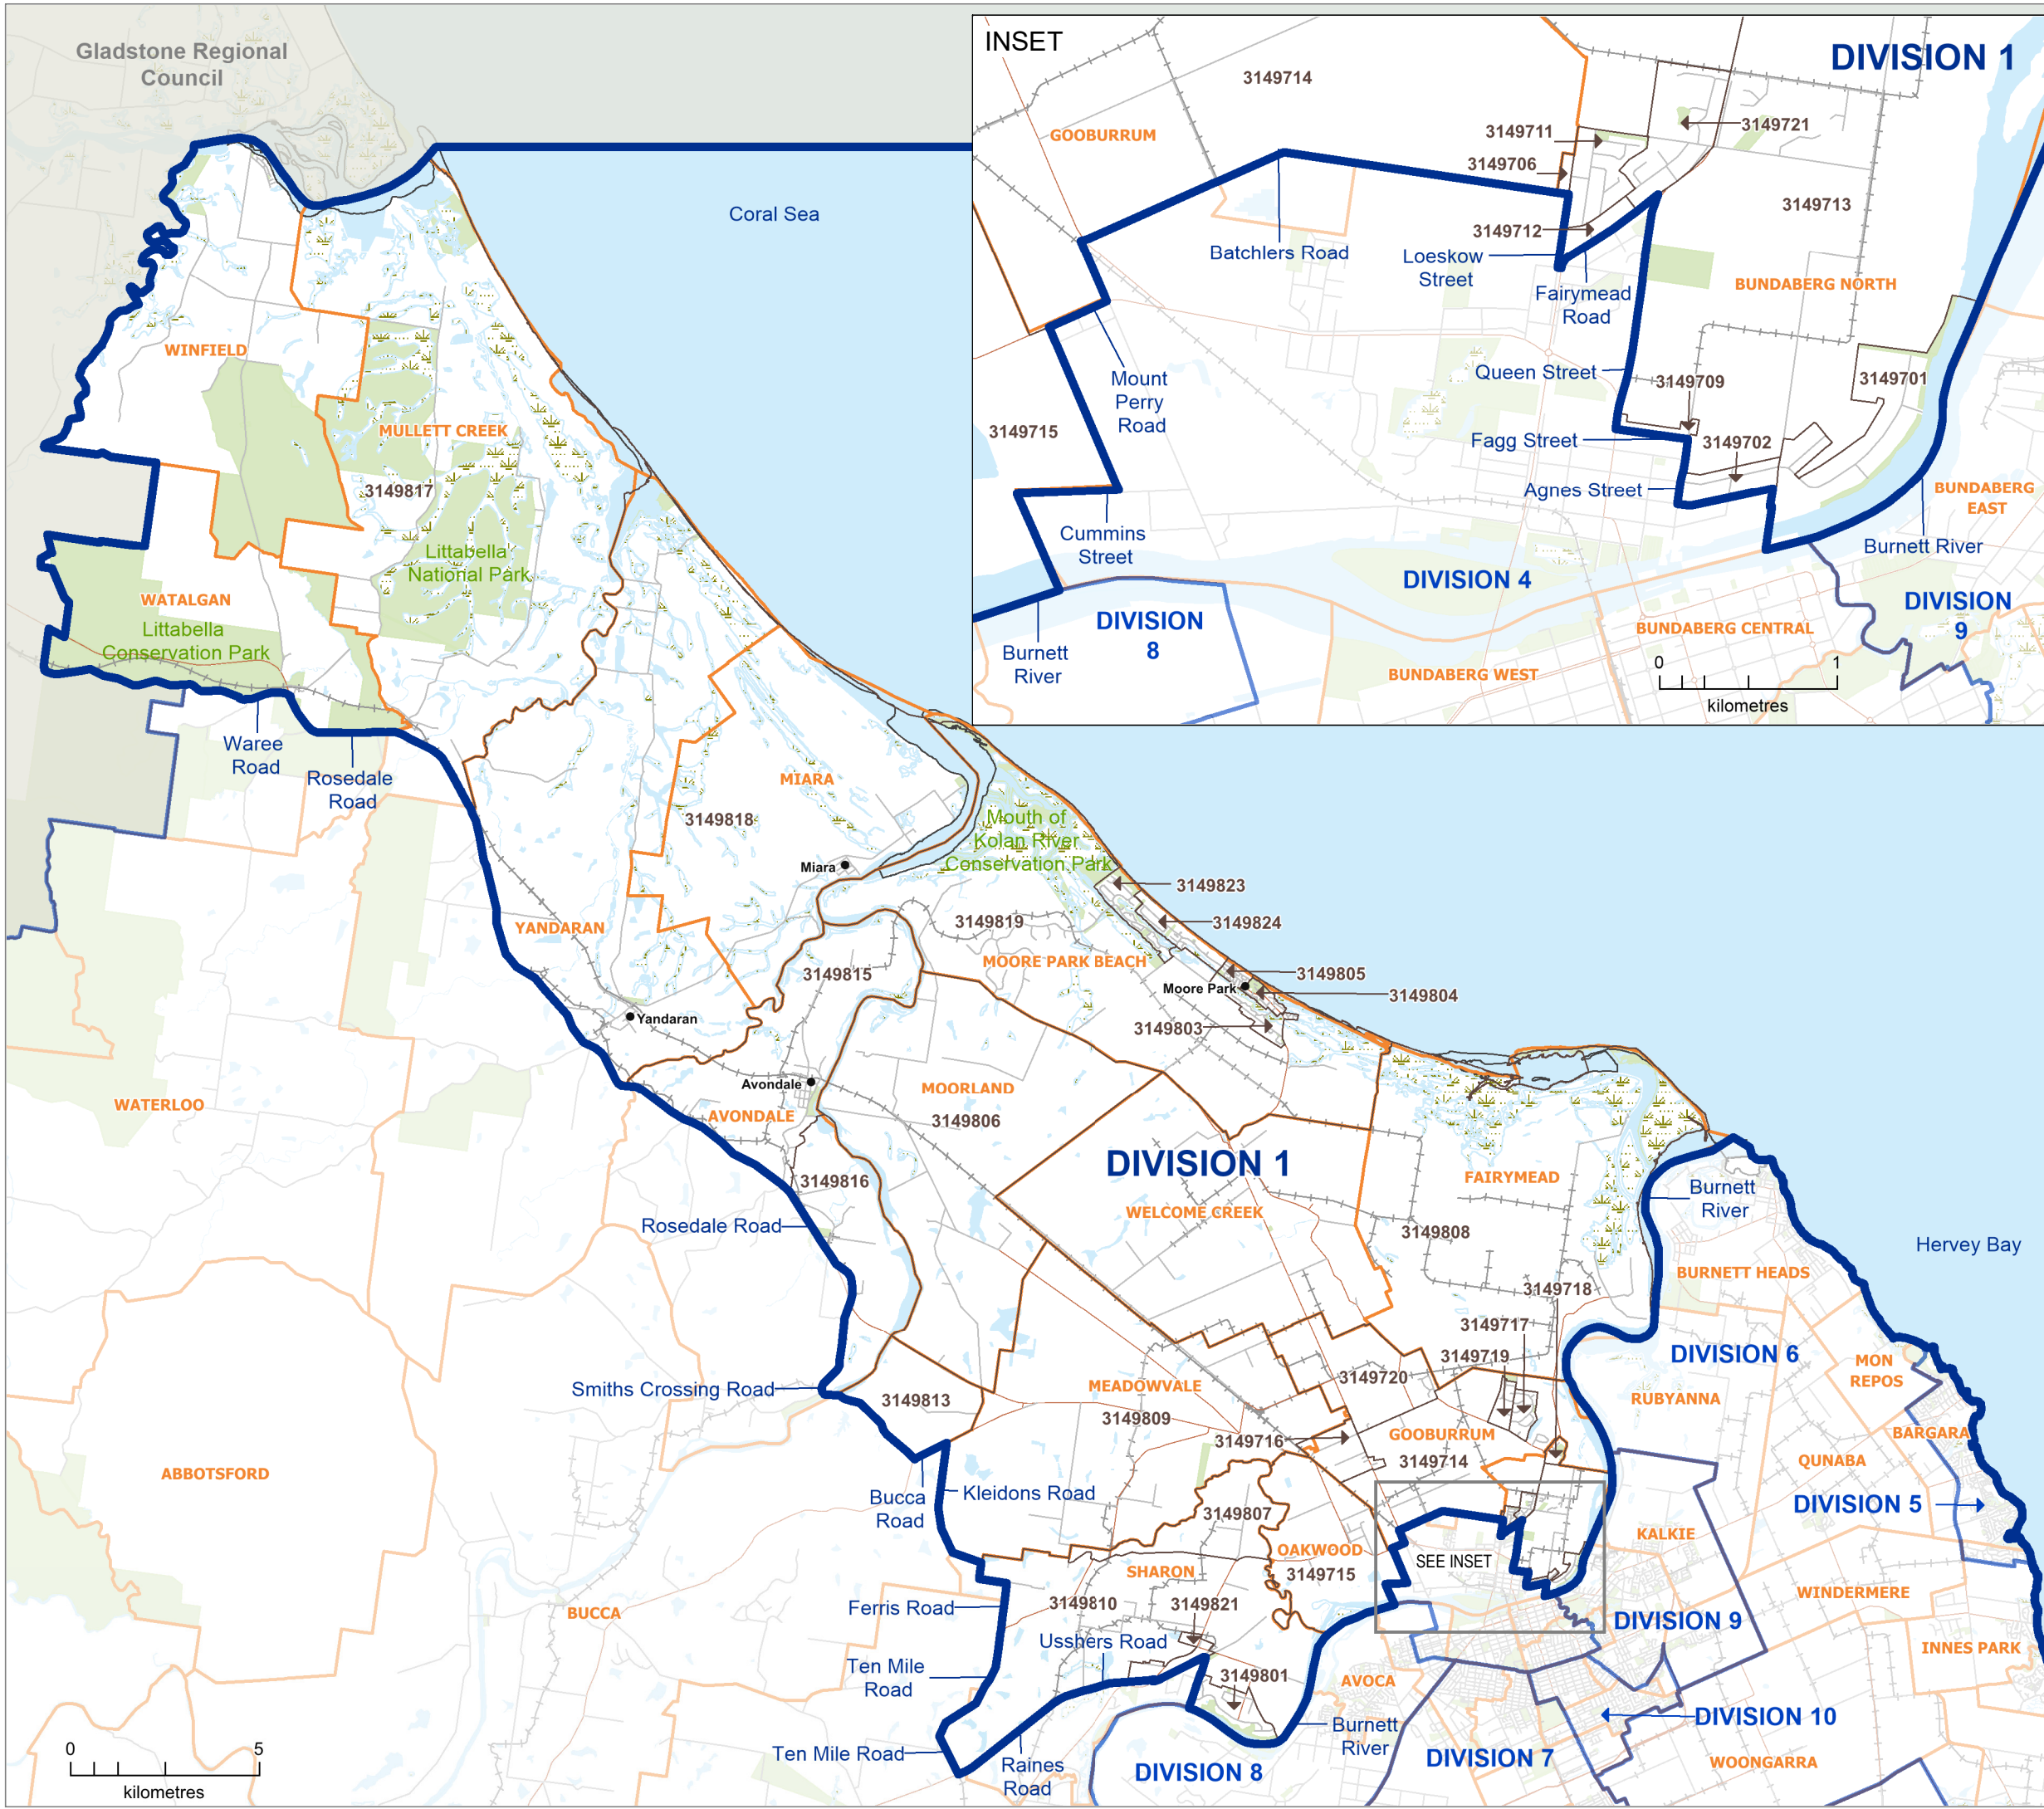 Gladstone Regional
Council
INSET
DIVISION 1
3149714
GOOBURRUM
3149711
3149721
3149706
3149713
3149712
Batchlers Road
Loeskow
Street
Fairymead
Road
BUNDABERG NORTH
Mount
Perry
Road
Queen Street
3149709
3149701
3149715
Fagg Street
3149702
Agnes Street
BUNDABERG
EAST
Cummins
Street
Burnett River
DIVISION 4
DIVISION
8
DIVISION
9
Burnett
River
BUNDABERG CENTRAL
BUNDABERG WEST
0 1
kilometres
Coral Sea
WINFIELD
MULLETT CREEK
3149817
Littabella
National Park
WATALGAN
Littabella
Conservation Park
Waree
Road
Rosedale
Road
MIARA
3149818
Mouth of
Kolan River
Conservation Park
Miara
3149823
3149824
3149819
YANDARAN
MOORE PARK BEACH
3149815
3149805
Moore Park
3149804
Yandaran
3149803
Avondale
MOORLAND
WATERLOO
AVONDALE
3149806
DIVISION 1
FAIRYMEAD
3149816
Burnett
River
WELCOME CREEK
Rosedale Road
3149808
Hervey Bay
BURNETT HEADS
3149718
3149717
3149719
DIVISION 6
MON
REPOS
3149720
Smiths Crossing Road
MEADOWVALE
3149813
RUBYANNA
3149809
GOOBURRUM
BARGARA
3149716
3149714
QUNABA
ABBOTSFORD
Bucca
Road
Kleidons Road
DIVISION 5
3149807
KALKIE
OAKWOOD
SEE INSET
SHARON
3149715
WINDERMERE
Ferris Road
3149810
3149821
BUCCA
DIVISION 9
Usshers Road
INNES PARK
Ten Mile
Road
3149801
AVOCA
DIVISION 10
Burnett
River
Ten Mile Road
Raines
Road
DIVISION 8
DIVISION 7
WOONGARRA
0 5
kilometres